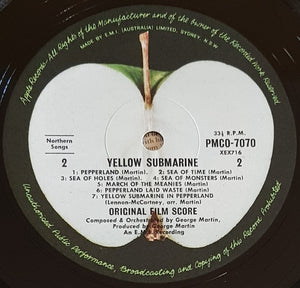 Apple Records · All Rights of the Manufacturer and of the Owner of the Recorded Work
MADE BY E.M.I. (AUSTRALIA) LIMITED, SYDNEY, N.S.W.
33⅓ R.P.M.
Northern Songs
PMCO-7070
XEX716
2 YELLOW SUBMARINE 2
1: PEPPERLAND (Martin). 2: SEA OF TIME (Martin).
3: SEA OF HOLES (Martin). 4: SEA OF MONSTERS (Martin).
5: MARCH OF THE MEANIES (Martin).
6: PEPPERLAND LAID WASTE (Martin)
7: YELLOW SUBMARINE IN PEPPERLAND
(Lennon-McCartney, arr. Martin)
ORIGINAL FILM SCORE
Composed & Orchestrated by George Martin,
Produced by George Martin
An E.M.I. Recording
Unauthorized Public Performance, Broadcasting and Copying of this Record Prohibited